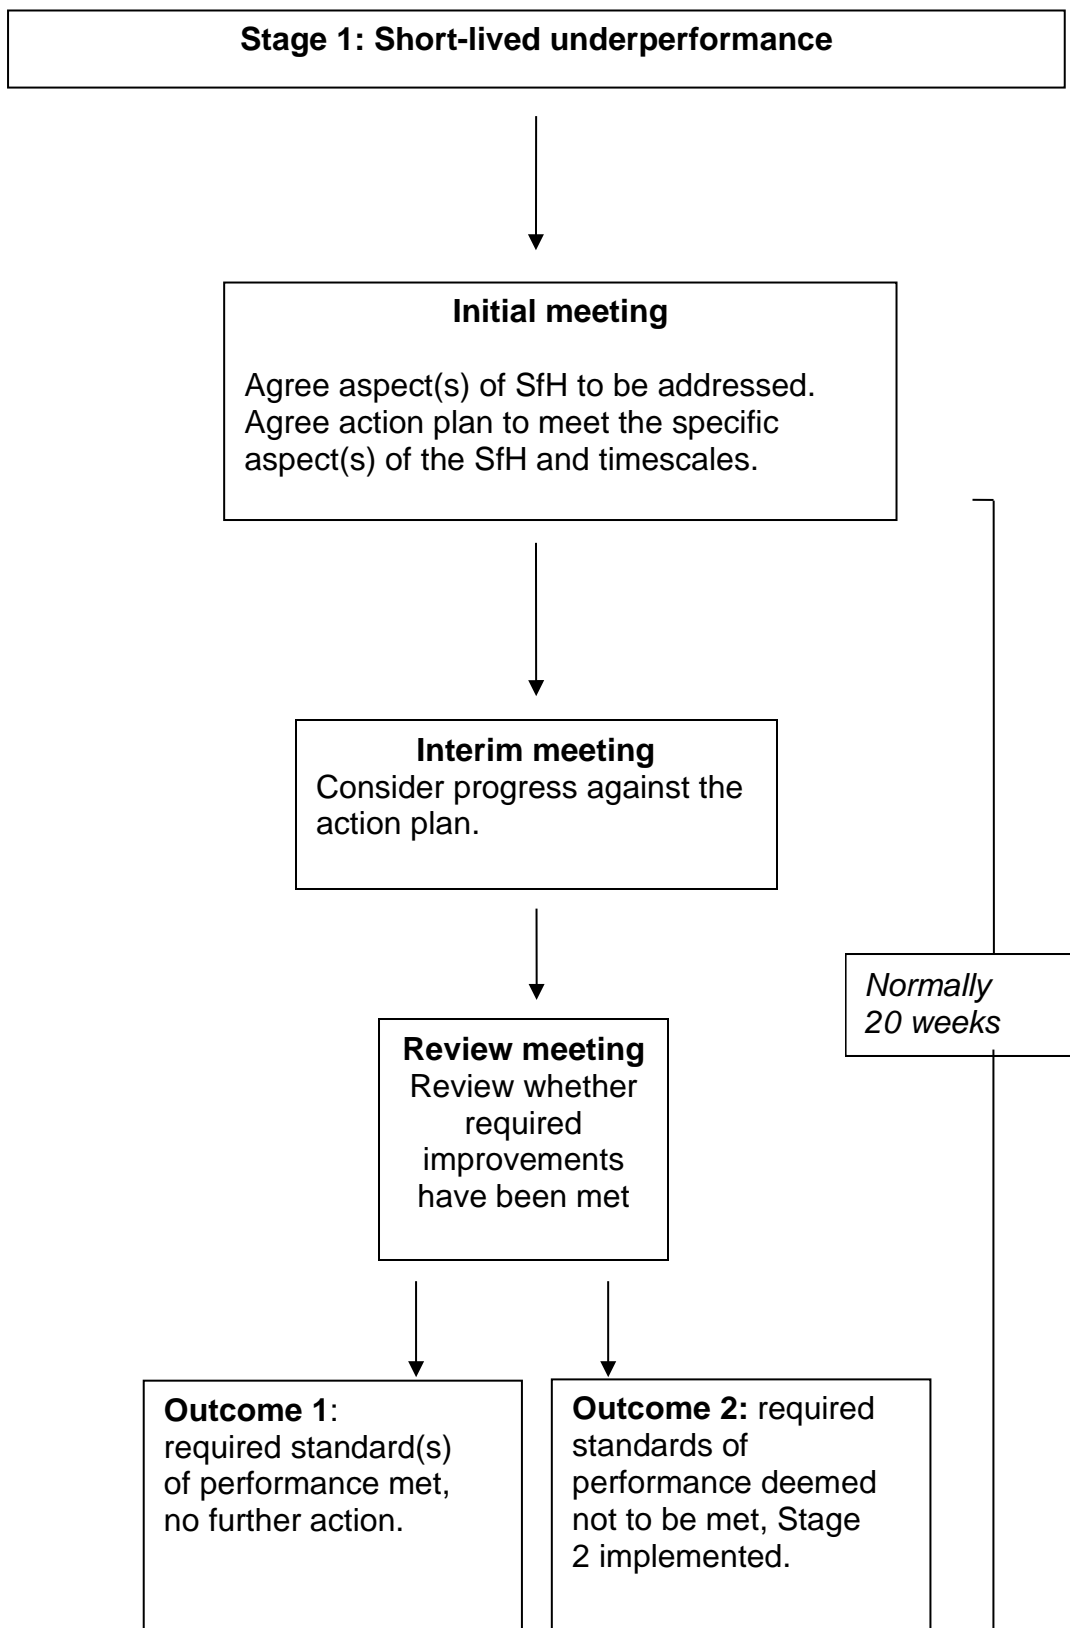 Stage 1: Short-lived underperformance
Initial meeting
Agree aspect(s) of SfH to be addressed.
Agree action plan to meet the specific
aspect(s) of the SfH and timescales.
Interim meeting
Consider progress against the
action plan.
Normally
20 weeks
Review meeting
Review whether
required
improvements
have been met
Outcome 1:
required standard(s)
of performance met,
no further action.
Outcome 2: required
standards of
performance deemed
not to be met, Stage
2 implemented.